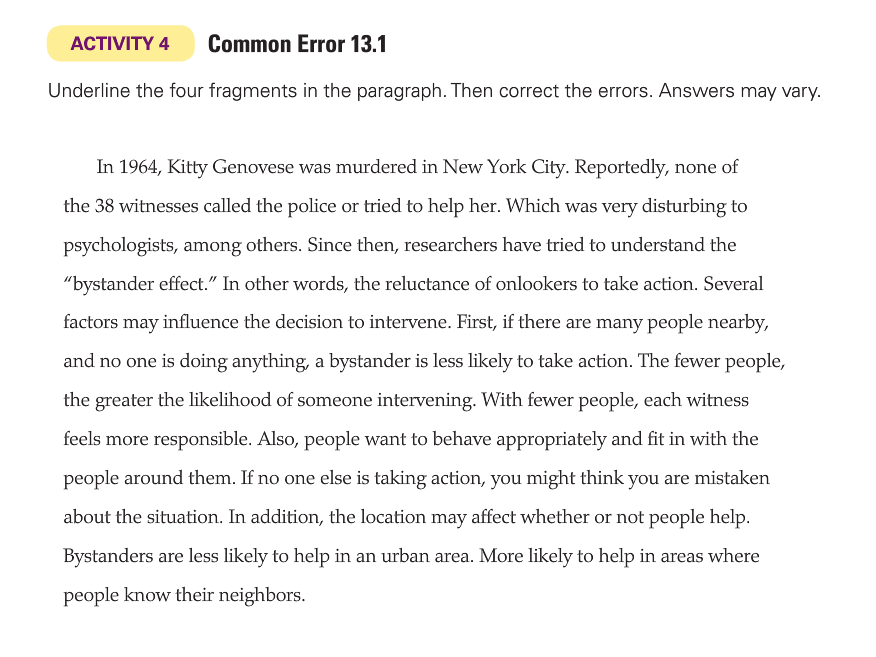 ACTIVITY 4 Common Error 13.1
Underline the four fragments in the paragraph. Then correct the errors. Answers may vary.
In 1964, Kitty Genovese was murdered in New York City. Reportedly, none of
the 38 witnesses called the police or tried to help her. Which was very disturbing to
psychologists, among others. Since then, researchers have tried to understand the
“bystander effect.” In other words, the reluctance of onlookers to take action. Several
factors may influence the decision to intervene. First, if there are many people nearby,
and no one is doing anything, a bystander is less likely to take action. The fewer people,
the greater the likelihood of someone intervening. With fewer people, each witness
feels more responsible. Also, people want to behave appropriately and fit in with the
people around them. If no one else is taking action, you might think you are mistaken
about the situation. In addition, the location may affect whether or not people help.
Bystanders are less likely to help in an urban area. More likely to help in areas where
people know their neighbors.